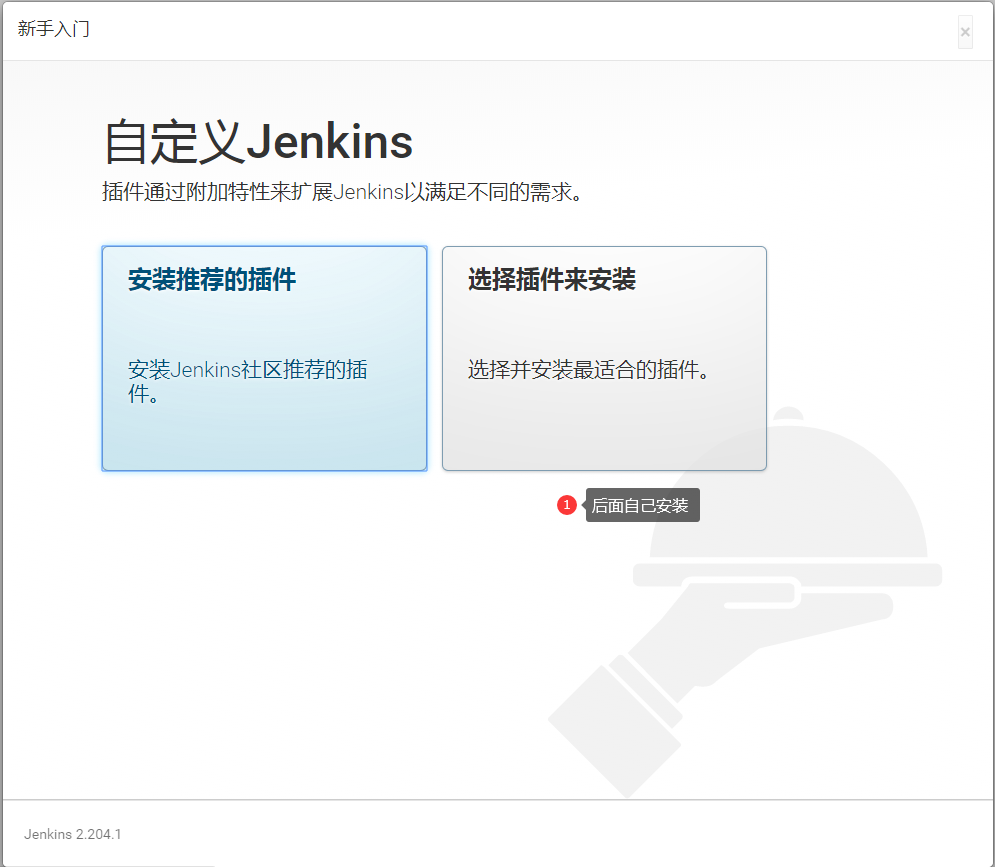 新手入门
×
自定义Jenkins
插件通过附加特性来扩展Jenkins以满足不同的需求。
安装推荐的插件
安装Jenkins社区推荐的插
件。
选择插件来安装
选择并安装最适合的插件。
1 后面自己安装
Jenkins 2.204.1